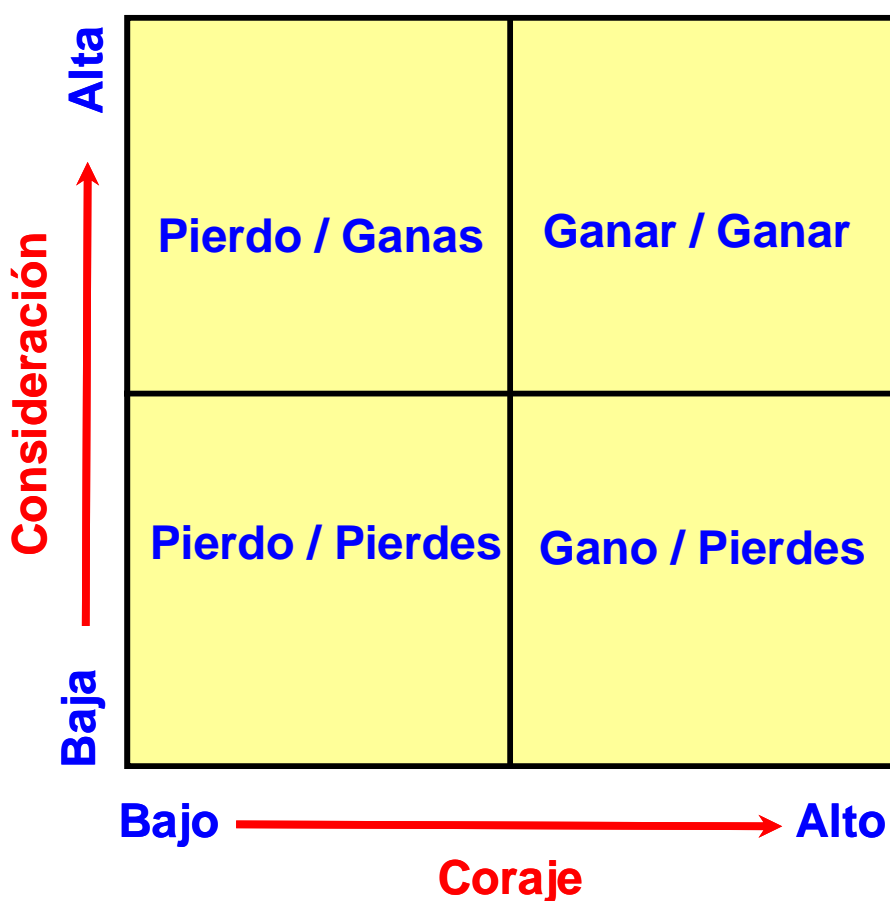 Alta
Consideración
Baja
Pierdo / Ganas
Ganar / Ganar
Pierdo / Pierdes
Gano / Pierdes
Bajo
Alto
Coraje